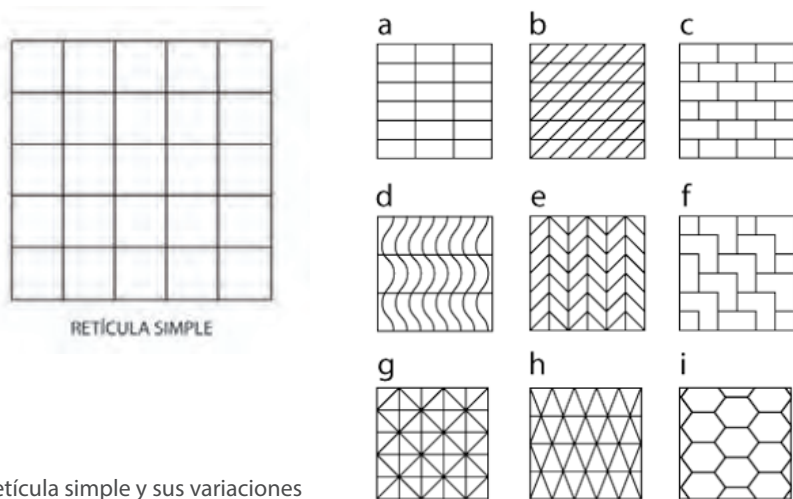 a b c
d e f
RETÍCULA SIMPLE
g h i
etícula simple y sus variaciones